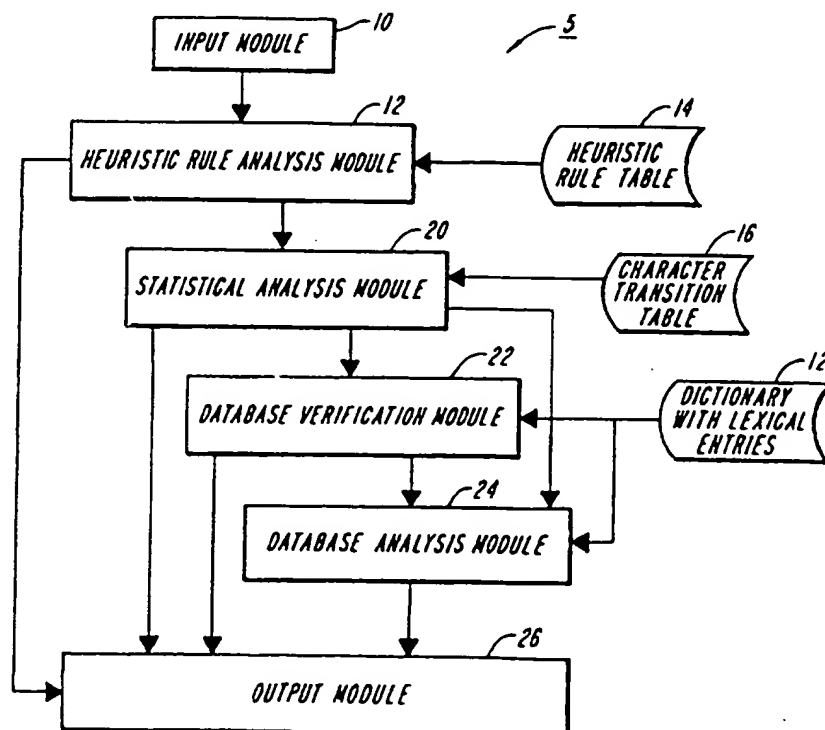 10
5
INPUT MODULE
12
14
HEURISTIC RULE ANALYSIS MODULE
HEURISTIC
RULE TABLE
20
16
STATISTICAL ANALYSIS MODULE
CHARACTER
TRANSITION
TABLE
22
12
DATABASE VERIFICATION MODULE
DICTIONARY
WITH LEXICAL
ENTRIES
24
DATABASE ANALYSIS MODULE
26
OUTPUT MODULE